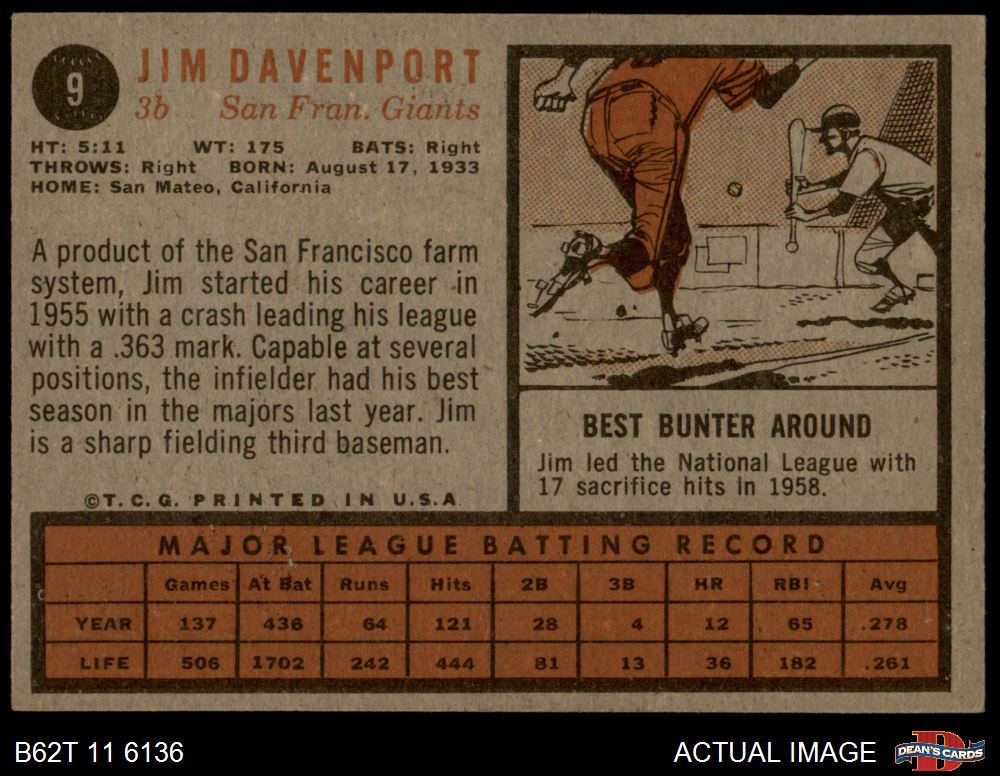 9
JIM DAVENPORT
3b San Fran. Giants
HT: 5:11 WT: 175 BATS: Right
THROWS: Right BORN: August 17, 1933
HOME: San Mateo, California
A product of the San Francisco farm
system, Jim started his career in
1955 with a crash leading his league
with a .363 mark. Capable at several
positions, the infielder had his best
season in the majors last year. Jim
is a sharp fielding third baseman.
©T.C.G. PRINTED IN U.S.A
BEST BUNTER AROUND
Jim led the National League with
17 sacrifice hits in 1958.
MAJOR LEAGUE BATTING RECORD
Games At Bat Runs Hits 2B 3B HR RBI Avg
YEAR 137 436 64 121 28 4 12 65 .278
LIFE 506 1702 242 444 81 13 36 182 .261
B62T 11 6136
ACTUAL IMAGE
D
DEAN'S CARDS